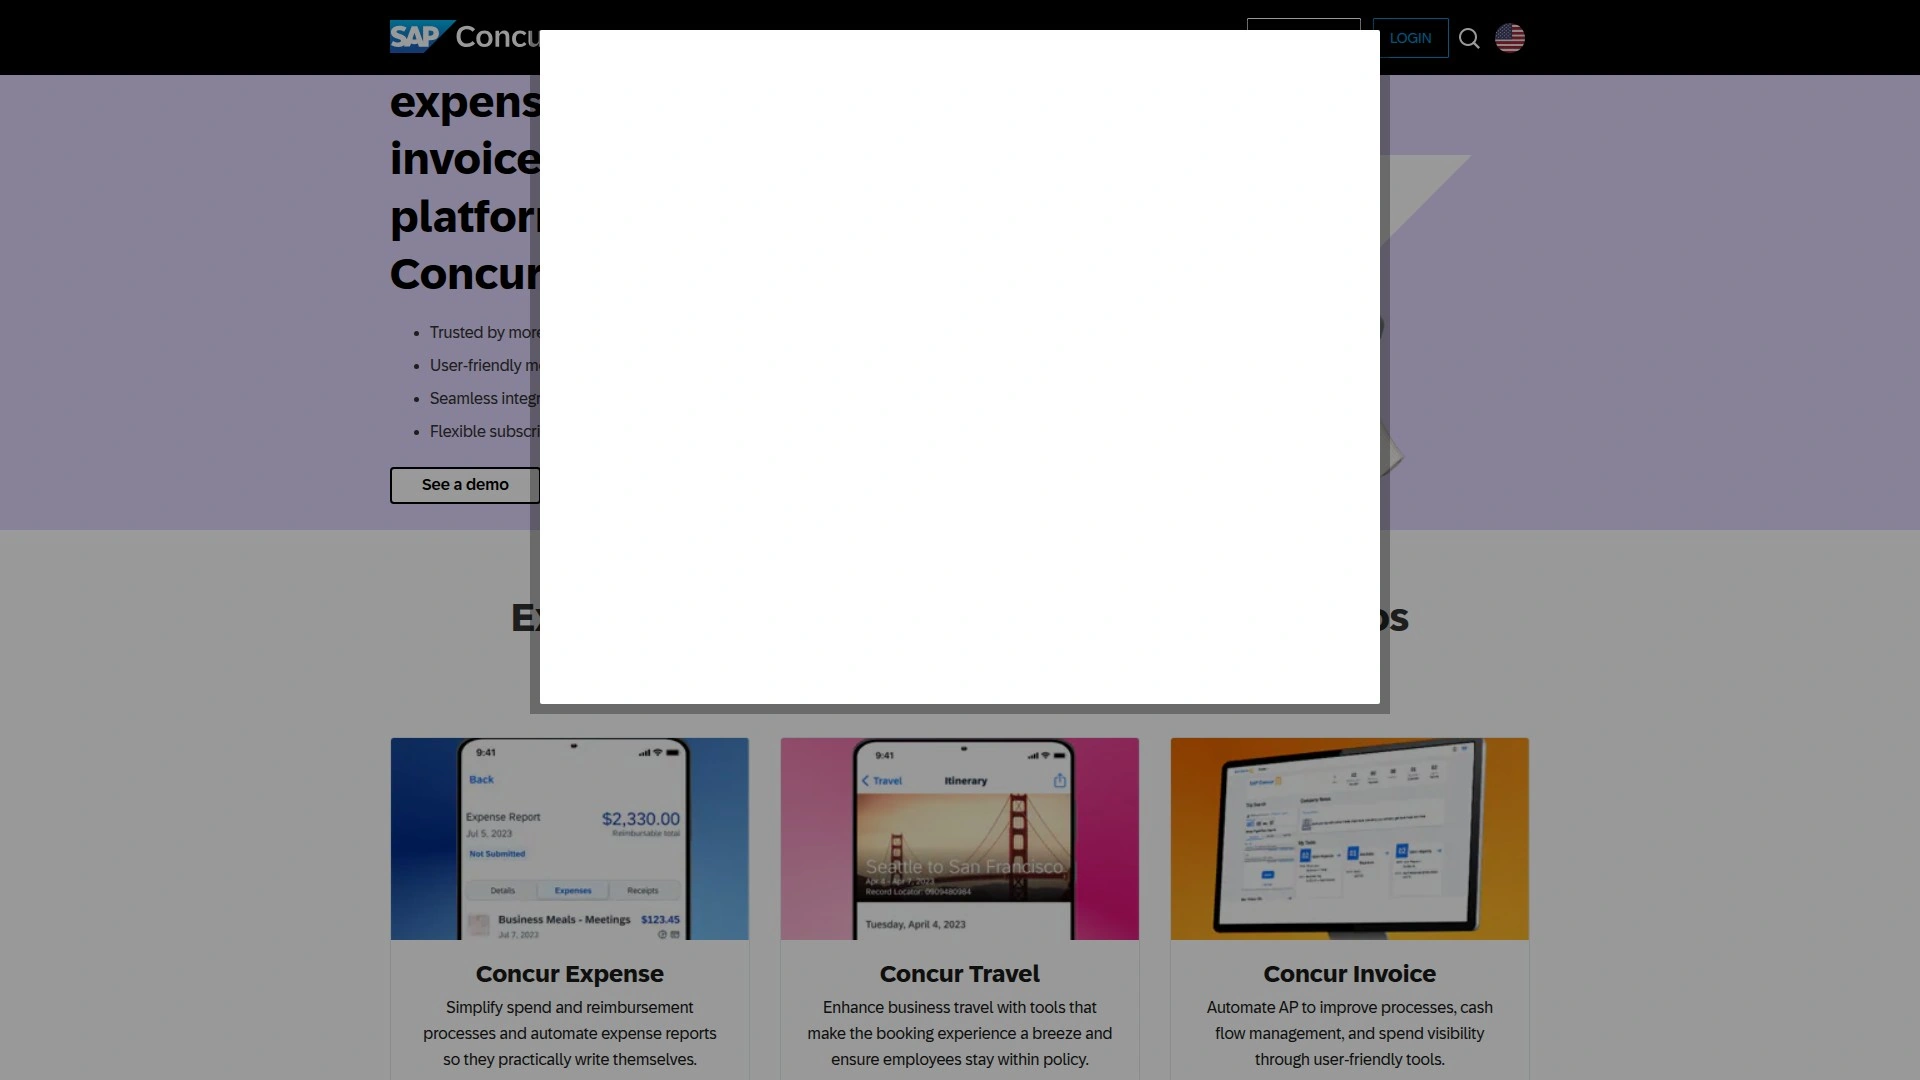 SAP Concu
LOGIN
expens
invoice
platfor
Concur
Trusted by more
User-friendly m
Seamless integr
Flexible subscri
See a demo
Ex
os
9:41
Back
Expense Report
$2,330.00
Jul 5, 2023
Reimbursable total
Not Submitted
Details
Expenses
Receipts
Business Meals - Meetings
$123.45
Jul 7, 2023
Concur Expense
Simplify spend and reimbursement
processes and automate expense reports
so they practically write themselves.
9:41
Travel
Itinerary
Seattle to San Francisco
Apr 4 - Apr 7, 2023
Record Locator: 0909480984
Tuesday, April 4, 2023
Concur Travel
Enhance business travel with tools that
make the booking experience a breeze and
ensure employees stay within policy.
Concur Invoice
Automate AP to improve processes, cash
flow management, and spend visibility
through user-friendly tools.